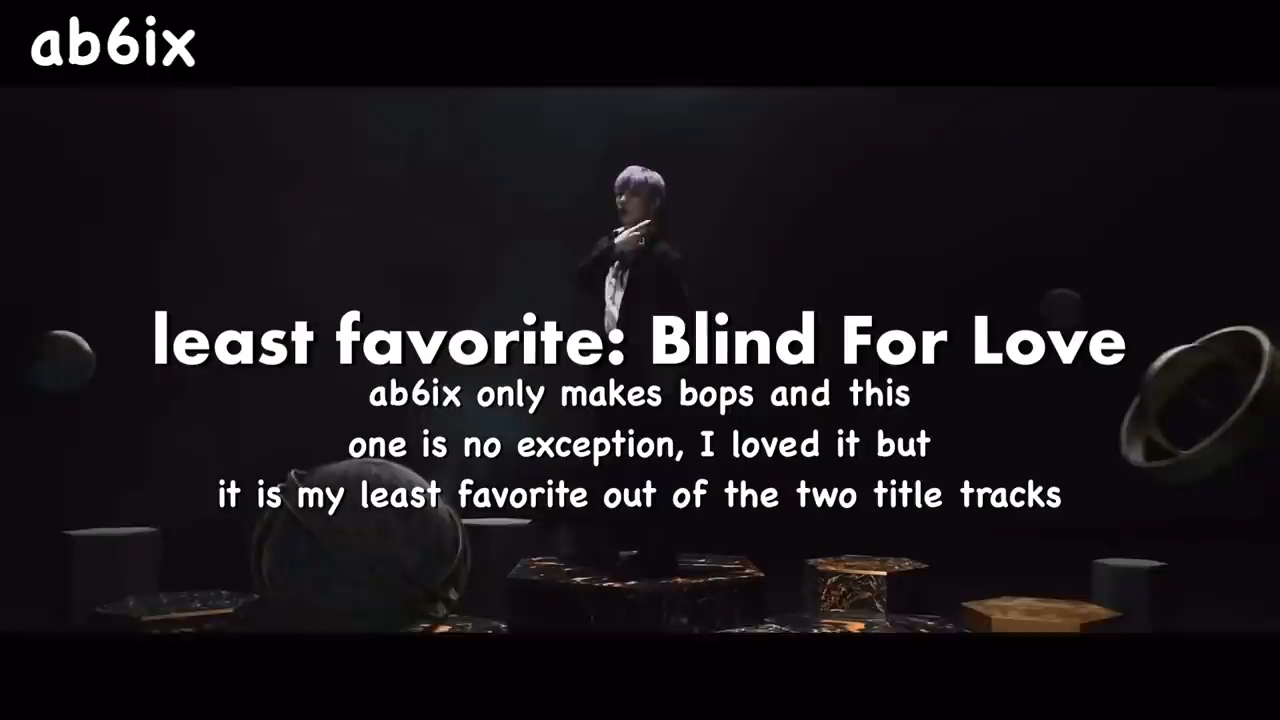 ab6ix
least favorite: Blind For Love
ab6ix only makes bops and this
one is no exception, I loved it but
it is my least favorite out of the two title tracks